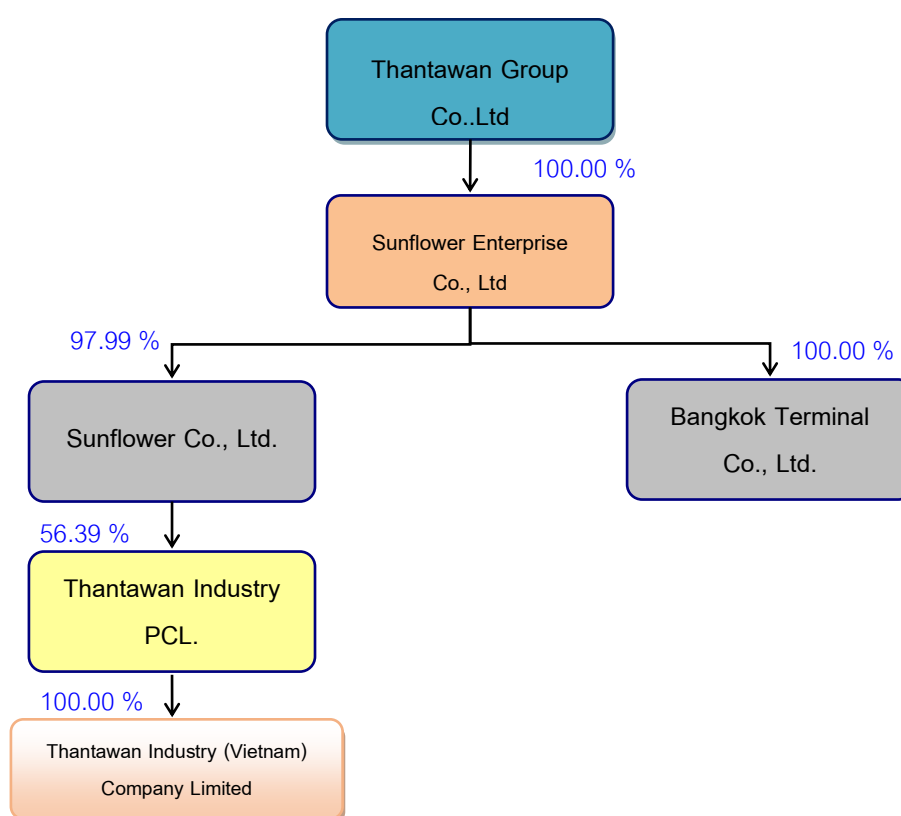 Thantawan Group
Co..Ltd
100.00 %
Sunflower Enterprise
Co., Ltd
97.99 %
100.00 %
Sunflower Co., Ltd.
Bangkok Terminal
Co., Ltd.
56.39 %
Thantawan Industry
PCL.
100.00 %
Thantawan Industry (Vietnam)
Company Limited